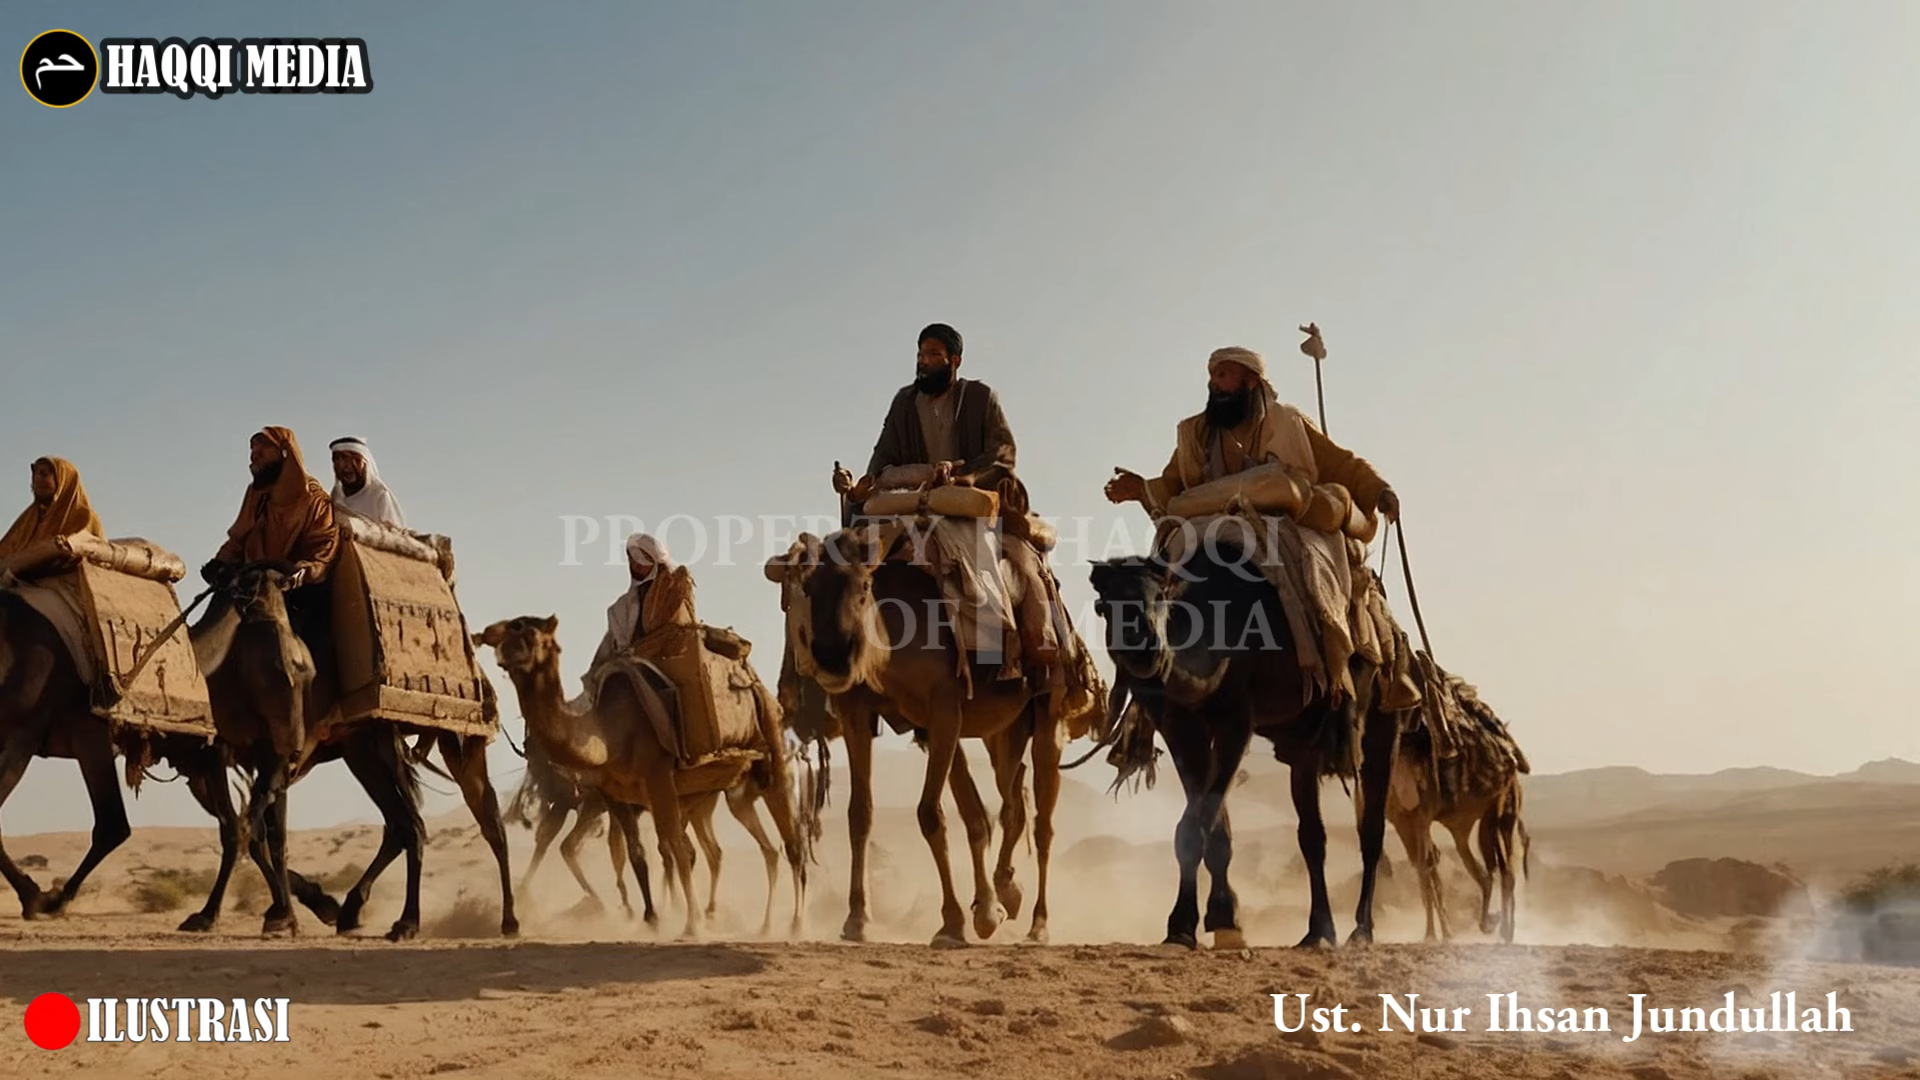 حم HAQQI MEDIA
PROPERTY HAQQI
OF MEDIA
ILUSTRASI
Ust. Nur Ihsan Jundullah